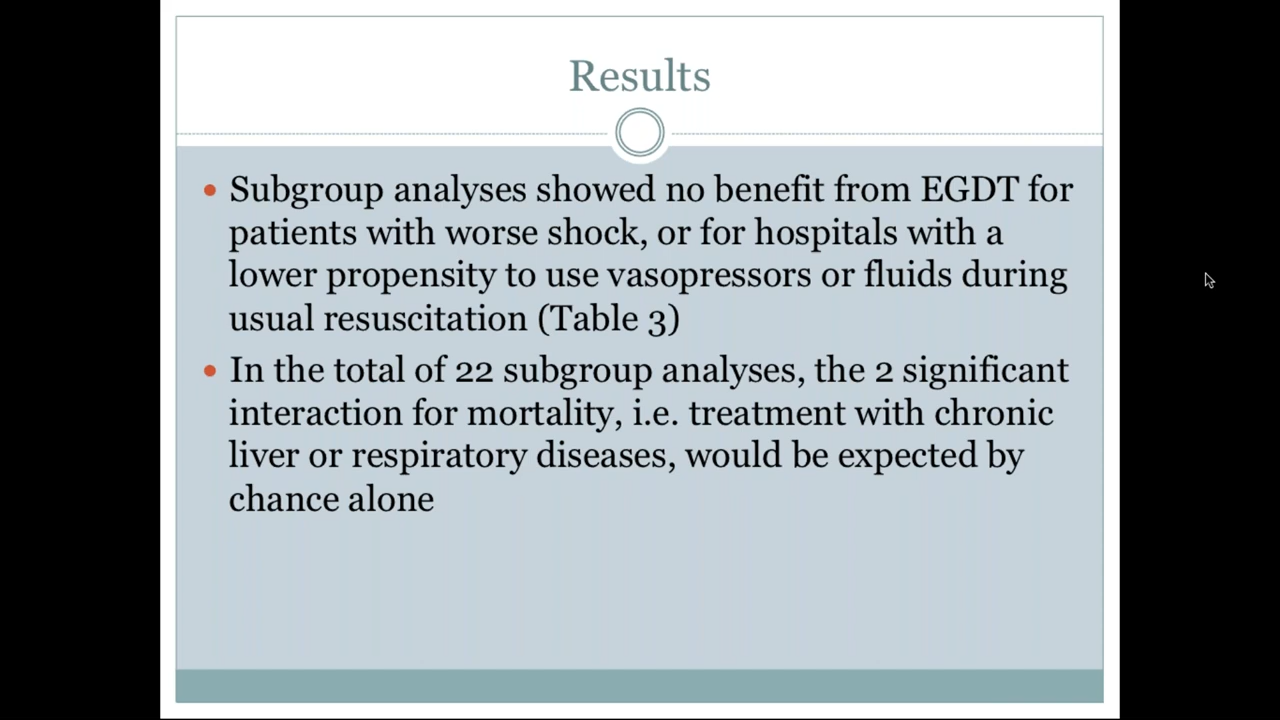 Results
Subgroup analyses showed no benefit from EGDT for
patients with worse shock, or for hospitals with a
lower propensity to use vasopressors or fluids during
usual resuscitation (Table 3)
In the total of 22 subgroup analyses, the 2 significant
interaction for mortality, i.e. treatment with chronic
liver or respiratory diseases, would be expected by
chance alone